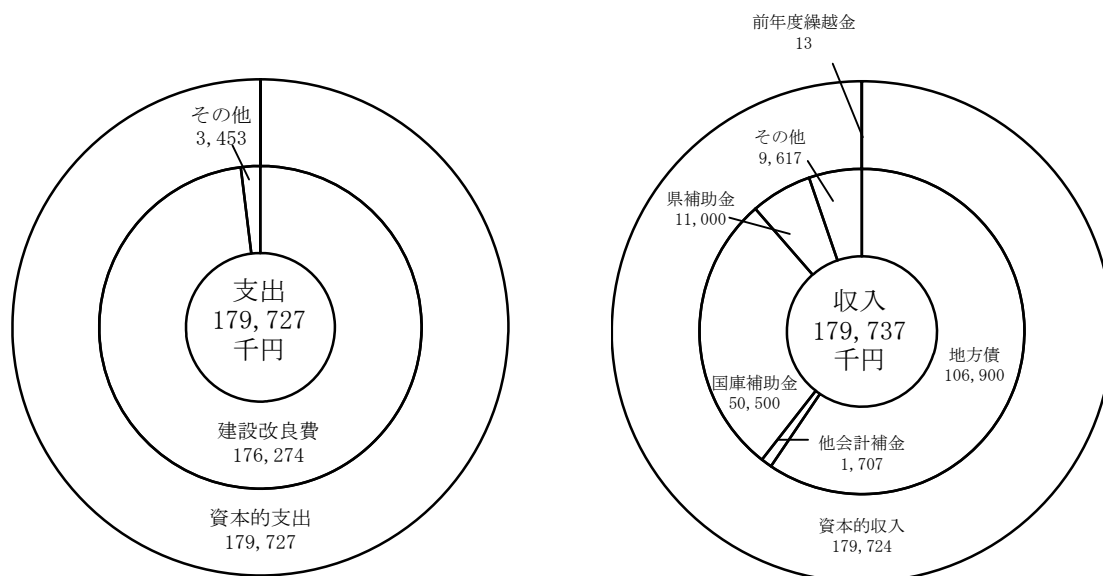 その他
3,453
支出
179,727
千円
建設改良費
176,274
資本的支出
179,727
前年度繰越金
13
その他
9,617
県補助金
11,000
収入
179,737
千円
地方債
106,900
国庫補助金
50,500
他会計補金
1,707
資本的収入
179,724